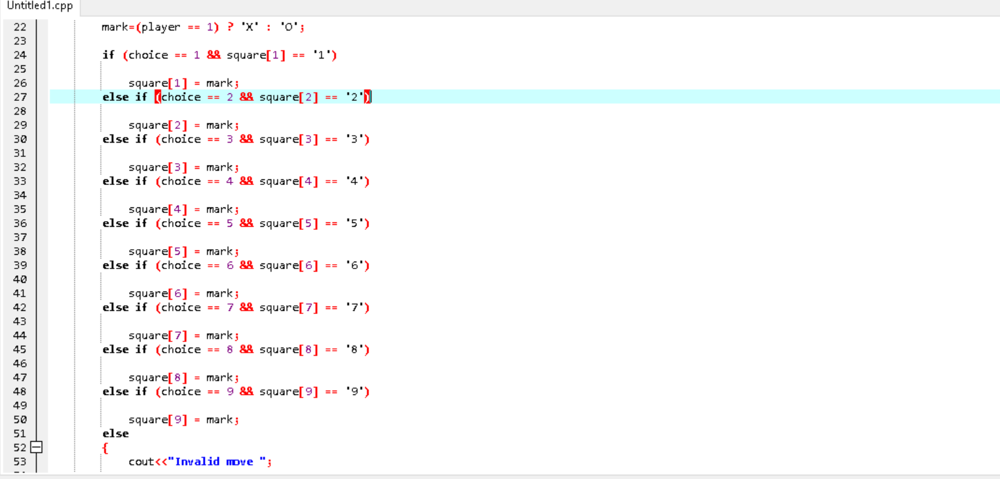 Untitled1.cpp
22 mark=(player == 1) ? 'X' : 'O';
23
24 if (choice == 1 && square[1] == '1')
25
26 square[1] = mark;
27 else if (choice == 2 && square[2] == '2')
28
29 square[2] = mark;
30 else if (choice == 3 && square[3] == '3')
31
32 square[3] = mark;
33 else if (choice == 4 && square[4] == '4')
34
35 square[4] = mark;
36 else if (choice == 5 && square[5] == '5')
37
38 square[5] = mark;
39 else if (choice == 6 && square[6] == '6')
40
41 square[6] = mark;
42 else if (choice == 7 && square[7] == '7')
43
44 square[7] = mark;
45 else if (choice == 8 && square[8] == '8')
46
47 square[8] = mark;
48 else if (choice == 9 && square[9] == '9')
49
50 square[9] = mark;
51 else
52 {
53 cout<<"Invalid move ";